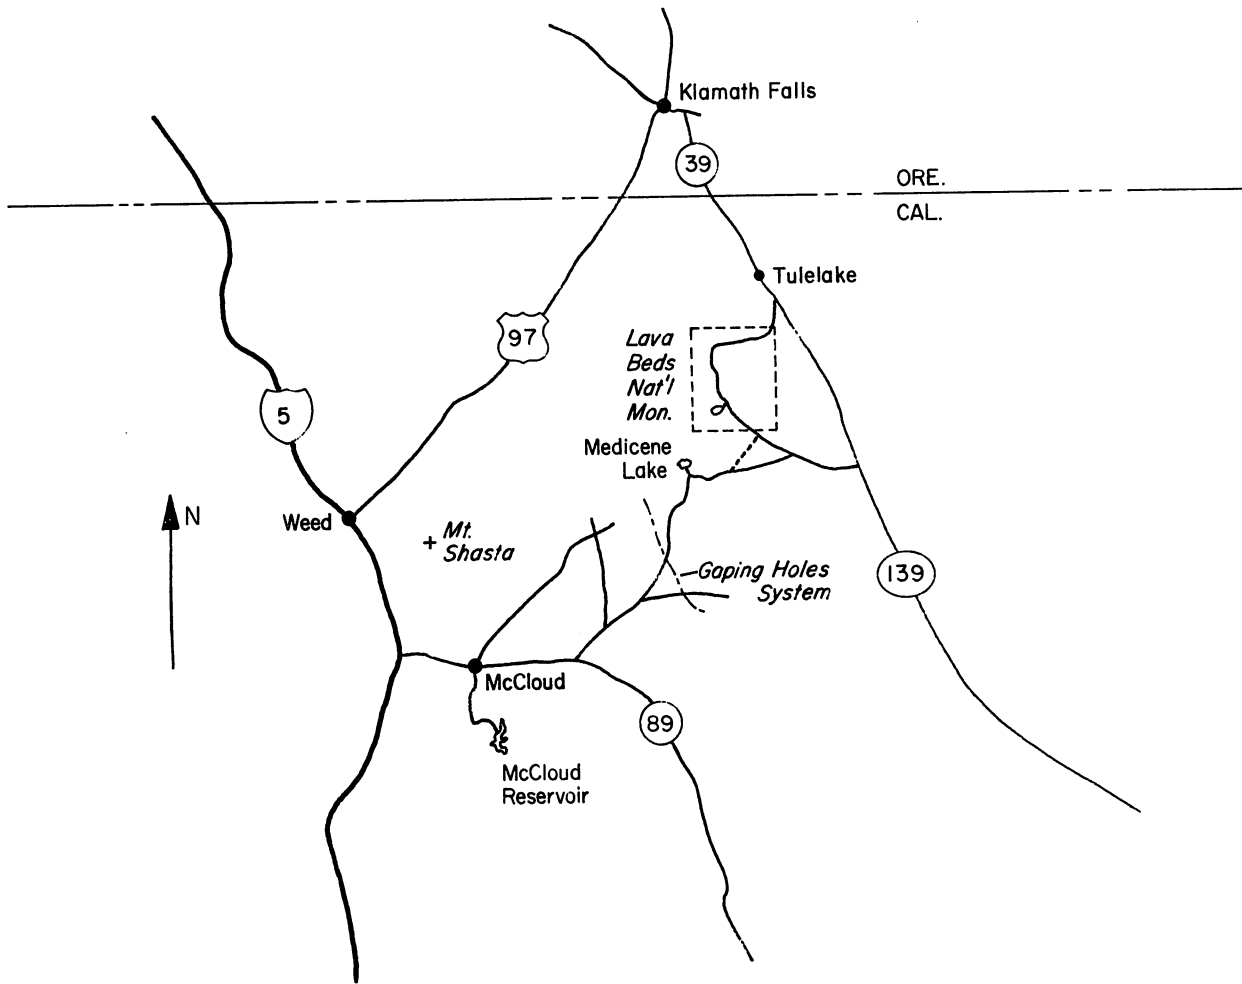 Klamath Falls
39
ORE.
CAL.
Tulelake
97
Lava
Beds
Nat'l
Mon.
5
Medicene
Lake
N
Weed
+ Mt.
Shasta
Gaping Holes
System
139
McCloud
89
McCloud
Reservoir